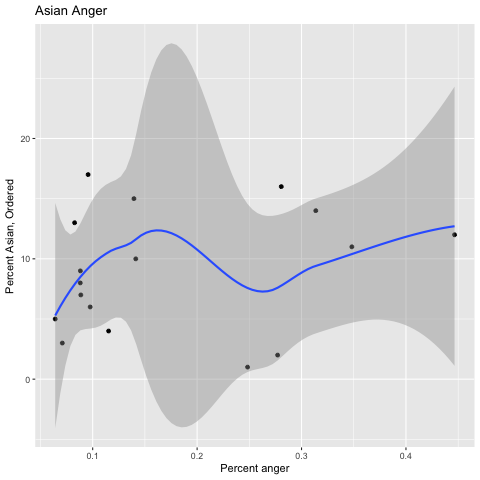 Asian Anger
Percent Asian, Ordered
20
10
0
0.1 0.2 0.3 0.4
Percent anger